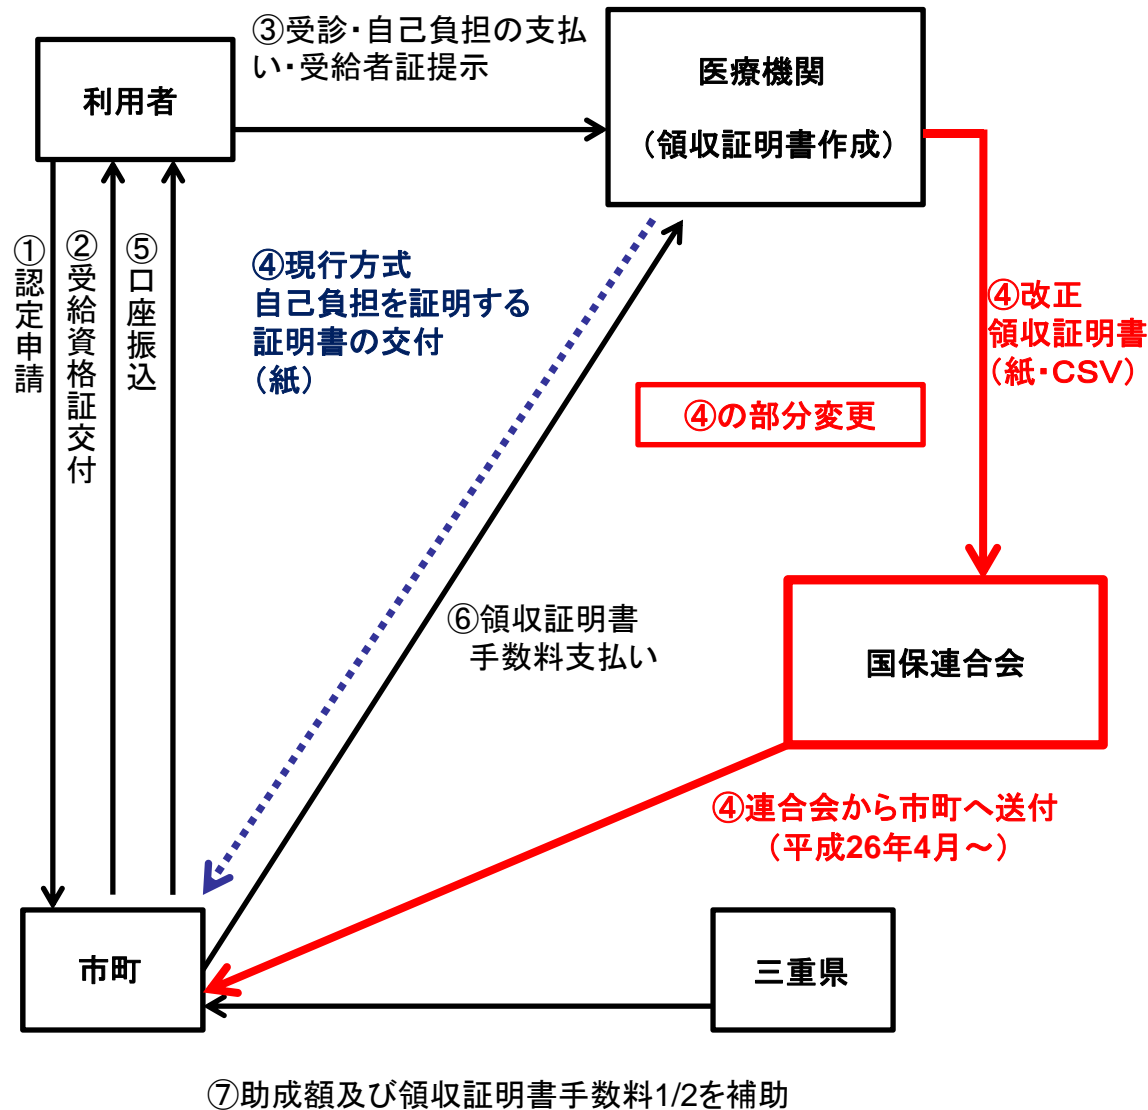 ③受診・自己負担の支払
い・受給者証提示
利用者
医療機関
（領収証明書作成）
①認定申請
②受給資格証交付
⑤口座振込
④現行方式
自己負担を証明する
証明書の交付
（紙）
④改正
領収証明書
（紙・CSV）
④の部分変更
⑥領収証明書
手数料支払い
国保連合会
④連合会から市町へ送付
（平成26年4月～）
市町
三重県
⑦助成額及び領収証明書手数料1/2を補助